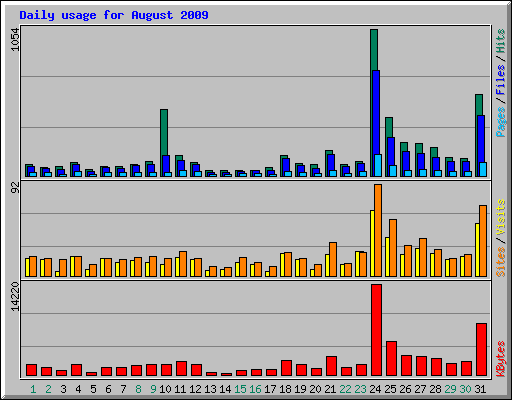 Daily usage for August 2009
1054
Pages / Files / Hits
92
Sites / Visits
14220
KBytes
1 2 3 4 5 6 7 8 9 10 11 12 13 14 15 16 17 18 19 20 21 22 23 24 25 26 27 28 29 30 31